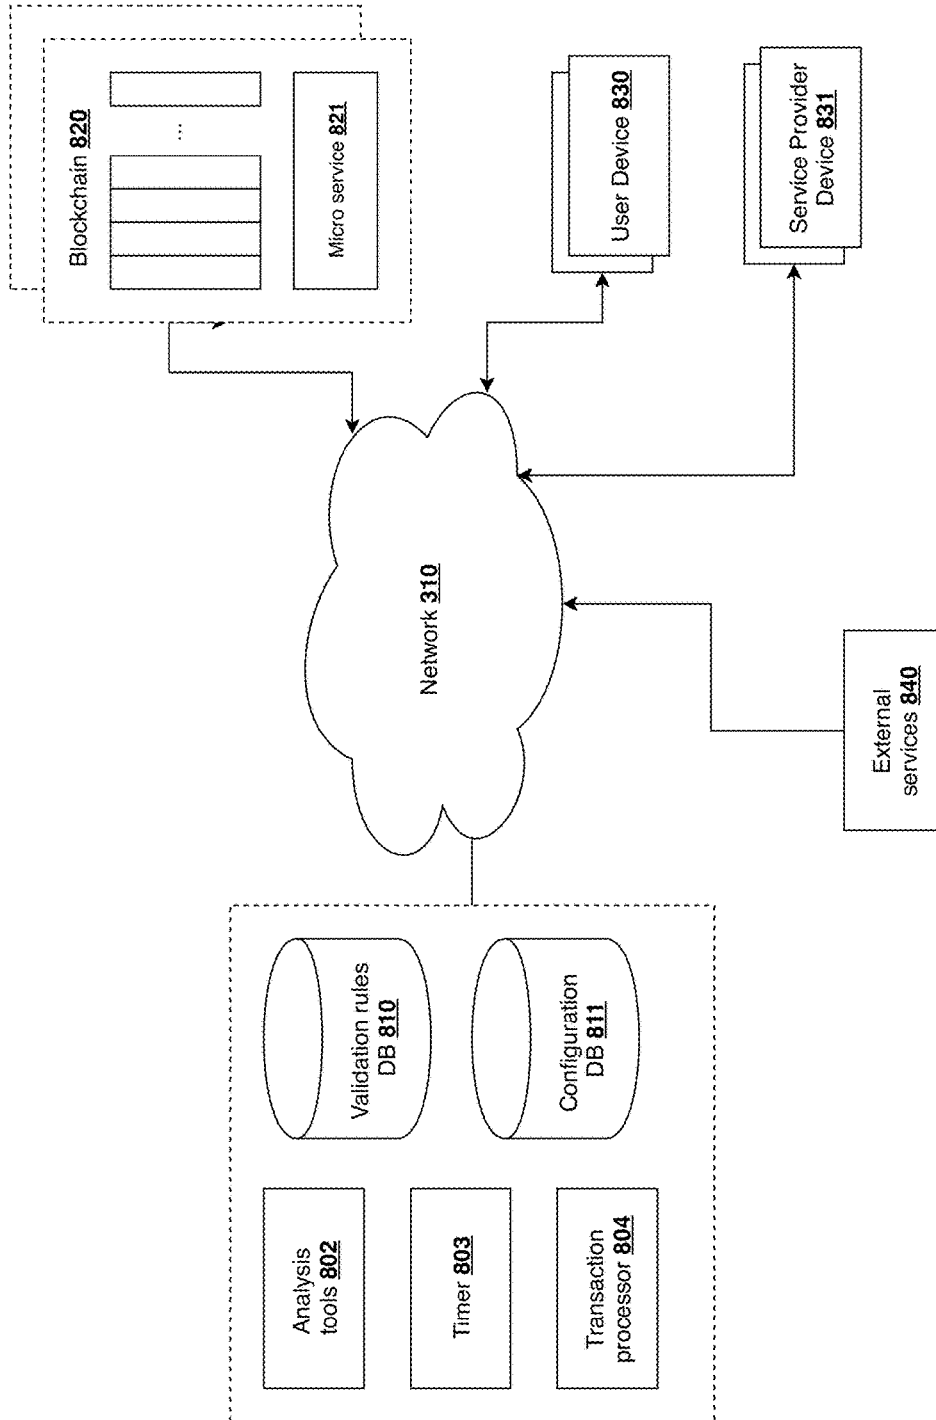 Analysis
tools 802
Timer 803
Transaction
processor 804
Validation rules
DB 810
Configuration
DB 811
Network 310
External
services 840
Blockchain 820
...
Micro service 821
User Device 830
Service Provider
Device 831